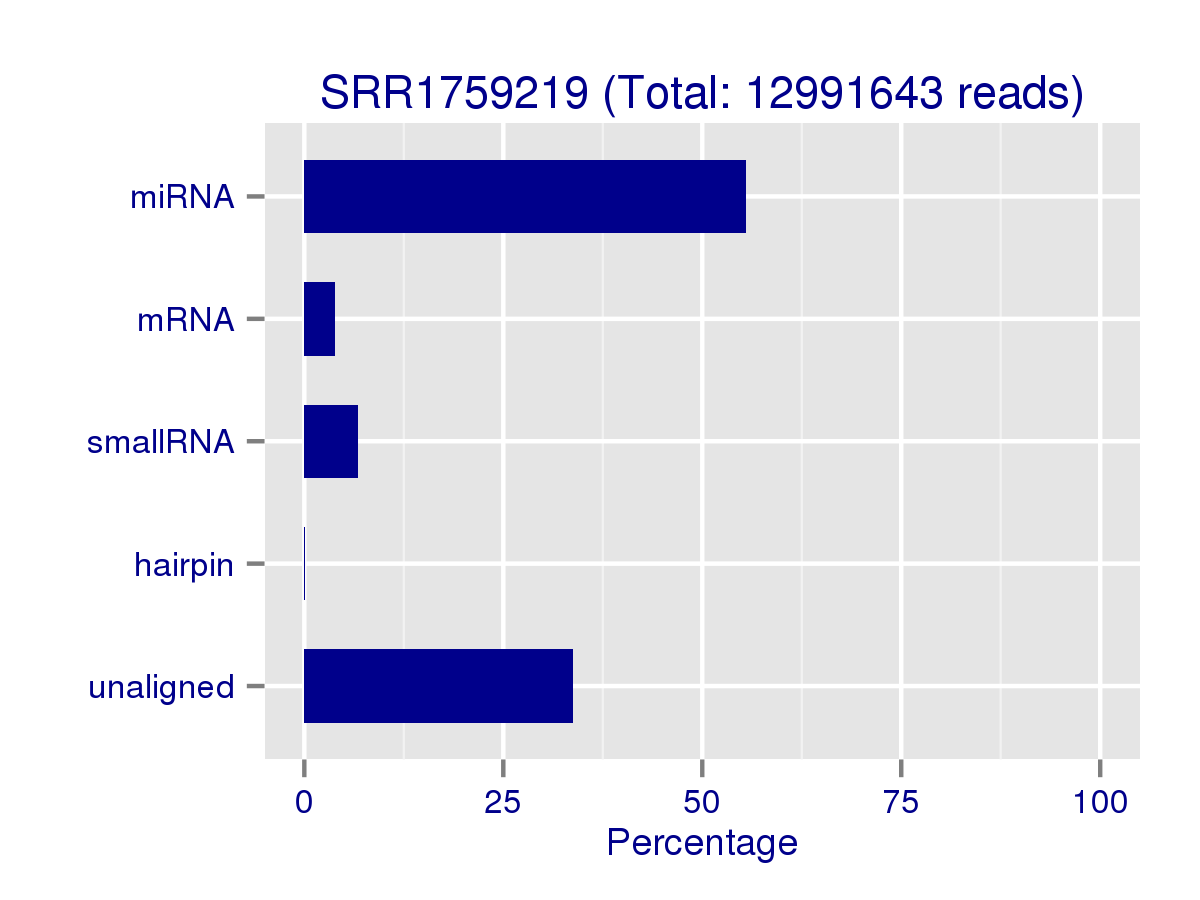 SRR1759219 (Total: 12991643 reads)
miRNA
mRNA
smallRNA
hairpin
unaligned
0 25 50 75 100
Percentage